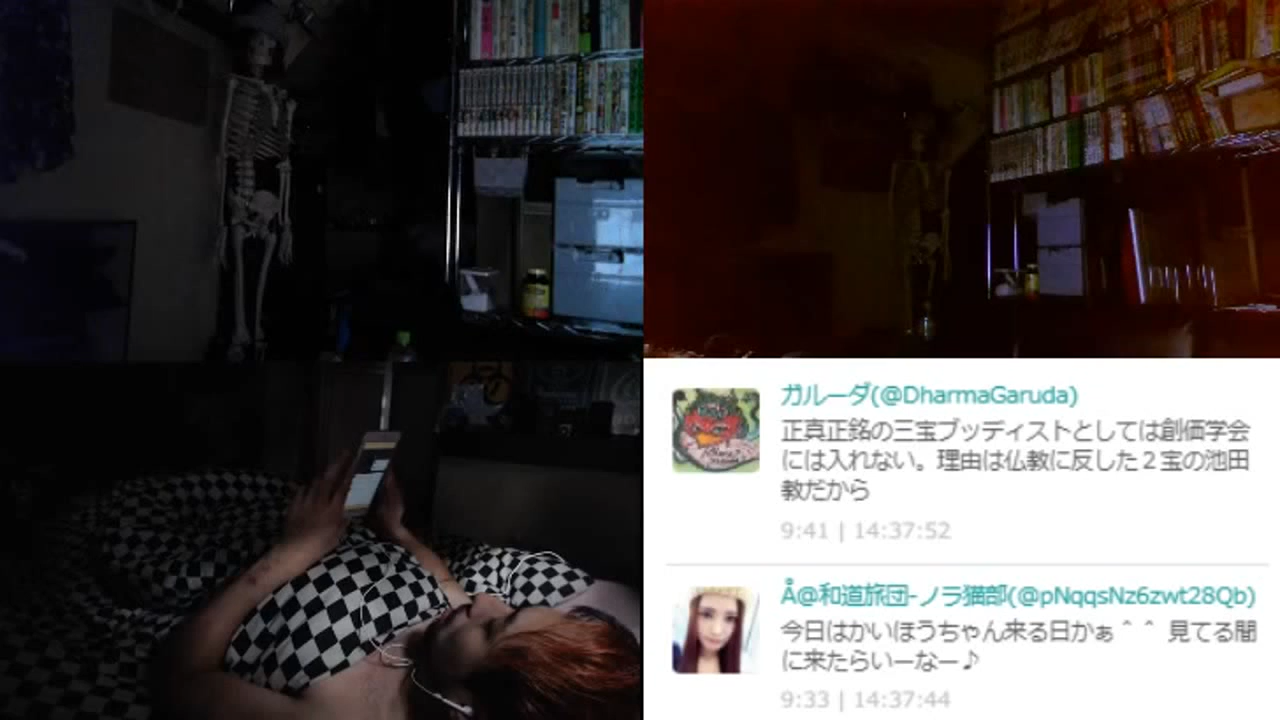 ガルーダ(@DharmaGaruda)
正真正銘の三宝ブッディストとしては創価学会
には入れない。理由は仏教に反した２宝の池田
教だから
9:41 | 14:37:52
Å@和道旅団-ノラ猫部(@pNqqsNz6zwt28Qb)
今日はかいほうちゃん来る日かぁ＾＾ 見てる間
に来たらいーなー♪
9:33 | 14:37:44